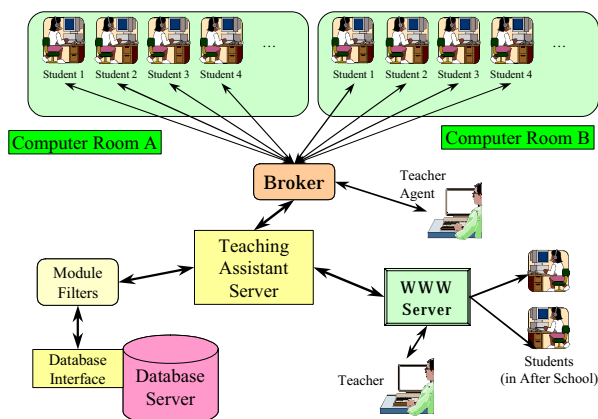 Student 1
Student 2
Student 3
Student 4
...
Student 1
Student 2
Student 3
Student 4
...
Computer Room A
Computer Room B
Broker
Teacher
Agent
Teaching
Assistant
Server
Module
Filters
WWW
Server
Database
Interface
Database
Server
Teacher
Students
(in After School)